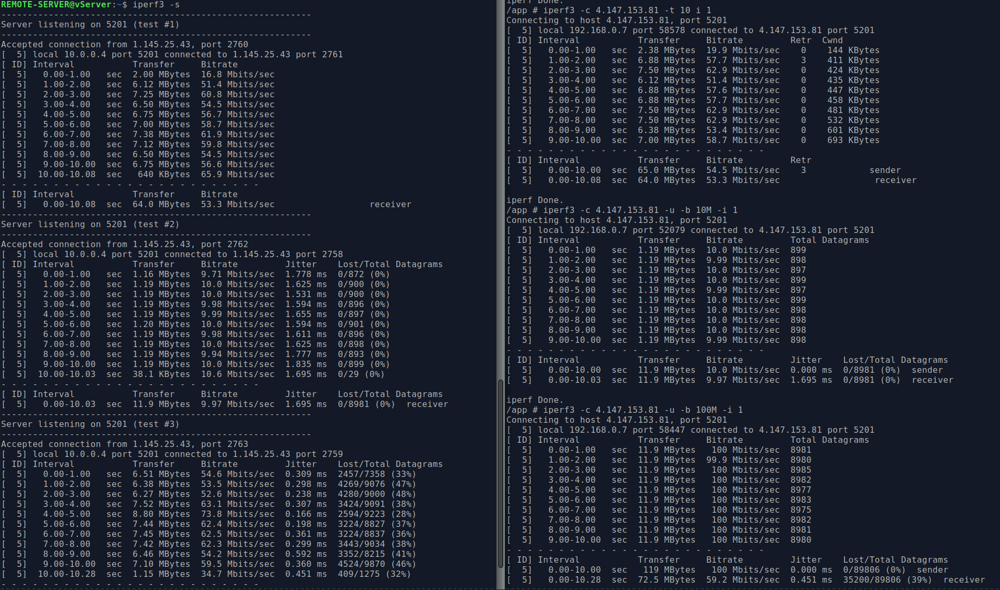 REMOTE-SERVER@vServer:~$ iperf3 -s
-----------------------------------------------------------
Server listening on 5201 (test #1)
-----------------------------------------------------------
Accepted connection from 1.145.25.43, port 2760
[  5] local 10.0.0.4 port 5201 connected to 1.145.25.43 port 2761
[ ID] Interval           Transfer     Bitrate
[  5]   0.00-1.00   sec  2.00 MBytes  16.8 Mbits/sec
[  5]   1.00-2.00   sec  6.12 MBytes  51.4 Mbits/sec
[  5]   2.00-3.00   sec  7.25 MBytes  60.8 Mbits/sec
[  5]   3.00-4.00   sec  6.50 MBytes  54.5 Mbits/sec
[  5]   4.00-5.00   sec  6.75 MBytes  56.7 Mbits/sec
[  5]   5.00-6.00   sec  7.00 MBytes  58.7 Mbits/sec
[  5]   6.00-7.00   sec  7.38 MBytes  61.9 Mbits/sec
[  5]   7.00-8.00   sec  7.12 MBytes  59.8 Mbits/sec
[  5]   8.00-9.00   sec  6.50 MBytes  54.5 Mbits/sec
[  5]   9.00-10.00  sec  6.75 MBytes  56.6 Mbits/sec
[  5]  10.00-10.08  sec   640 KBytes  65.9 Mbits/sec
- - - - - - - - - - - - - - - - - - - - - - - - -
[ ID] Interval           Transfer     Bitrate
[  5]   0.00-10.08  sec  64.0 MBytes  53.3 Mbits/sec                  receiver
-----------------------------------------------------------
Server listening on 5201 (test #2)
-----------------------------------------------------------
Accepted connection from 1.145.25.43, port 2762
[  5] local 10.0.0.4 port 5201 connected to 1.145.25.43 port 2758
[ ID] Interval           Transfer     Bitrate         Jitter    Lost/Total Datagrams
[  5]   0.00-1.00   sec  1.16 MBytes  9.71 Mbits/sec  1.778 ms  0/872 (0%)
[  5]   1.00-2.00   sec  1.19 MBytes  10.0 Mbits/sec  1.625 ms  0/900 (0%)
[  5]   2.00-3.00   sec  1.19 MBytes  10.0 Mbits/sec  1.531 ms  0/900 (0%)
[  5]   3.00-4.00   sec  1.19 MBytes  9.98 Mbits/sec  1.594 ms  0/896 (0%)
[  5]   4.00-5.00   sec  1.19 MBytes  9.99 Mbits/sec  1.655 ms  0/897 (0%)
[  5]   5.00-6.00   sec  1.20 MBytes  10.0 Mbits/sec  1.594 ms  0/901 (0%)
[  5]   6.00-7.00   sec  1.19 MBytes  9.98 Mbits/sec  1.611 ms  0/896 (0%)
[  5]   7.00-8.00   sec  1.19 MBytes  10.0 Mbits/sec  1.625 ms  0/898 (0%)
[  5]   8.00-9.00   sec  1.19 MBytes  9.94 Mbits/sec  1.777 ms  0/893 (0%)
[  5]   9.00-10.00  sec  1.19 MBytes  10.0 Mbits/sec  1.835 ms  0/899 (0%)
[  5]  10.00-10.03  sec  38.1 KBytes  10.6 Mbits/sec  1.695 ms  0/29 (0%)
- - - - - - - - - - - - - - - - - - - - - - - - -
[ ID] Interval           Transfer     Bitrate         Jitter    Lost/Total Datagrams
[  5]   0.00-10.03  sec  11.9 MBytes  9.97 Mbits/sec  1.695 ms  0/8981 (0%)  receiver
-----------------------------------------------------------
Server listening on 5201 (test #3)
-----------------------------------------------------------
Accepted connection from 1.145.25.43, port 2763
[  5] local 10.0.0.4 port 5201 connected to 1.145.25.43 port 2759
[ ID] Interval           Transfer     Bitrate         Jitter    Lost/Total Datagrams
[  5]   0.00-1.00   sec  6.51 MBytes  54.6 Mbits/sec  0.309 ms  2457/7358 (33%)
[  5]   1.00-2.00   sec  6.38 MBytes  53.5 Mbits/sec  0.298 ms  4269/9076 (47%)
[  5]   2.00-3.00   sec  6.27 MBytes  52.6 Mbits/sec  0.238 ms  4280/9000 (48%)
[  5]   3.00-4.00   sec  7.52 MBytes  63.1 Mbits/sec  0.307 ms  3424/9091 (38%)
[  5]   4.00-5.00   sec  8.80 MBytes  73.8 Mbits/sec  0.166 ms  2594/9223 (28%)
[  5]   5.00-6.00   sec  7.44 MBytes  62.4 Mbits/sec  0.198 ms  3224/8827 (37%)
[  5]   6.00-7.00   sec  7.45 MBytes  62.5 Mbits/sec  0.361 ms  3224/8837 (36%)
[  5]   7.00-8.00   sec  7.42 MBytes  62.3 Mbits/sec  0.299 ms  3443/9034 (38%)
[  5]   8.00-9.00   sec  6.46 MBytes  54.2 Mbits/sec  0.592 ms  3352/8215 (41%)
[  5]   9.00-10.00  sec  7.10 MBytes  59.5 Mbits/sec  0.360 ms  4524/9870 (46%)
[  5]  10.00-10.28  sec  1.15 MBytes  34.7 Mbits/sec  0.451 ms  409/1275 (32%)
- - - - - - - - - - - - - - - - - - - - - - - - -
iperf Done.
/app # iperf3 -c 4.147.153.81 -t 10 i 1
Connecting to host 4.147.153.81, port 5201
[  5] local 192.168.0.7 port 58578 connected to 4.147.153.81 port 5201
[ ID] Interval           Transfer     Bitrate         Retr  Cwnd
[  5]   0.00-1.00   sec  2.38 MBytes  19.9 Mbits/sec    0    144 KBytes
[  5]   1.00-2.00   sec  6.88 MBytes  57.7 Mbits/sec    3    411 KBytes
[  5]   2.00-3.00   sec  7.50 MBytes  62.9 Mbits/sec    0    424 KBytes
[  5]   3.00-4.00   sec  6.12 MBytes  51.4 Mbits/sec    0    435 KBytes
[  5]   4.00-5.00   sec  6.88 MBytes  57.6 Mbits/sec    0    447 KBytes
[  5]   5.00-6.00   sec  6.88 MBytes  57.7 Mbits/sec    0    458 KBytes
[  5]   6.00-7.00   sec  7.50 MBytes  62.9 Mbits/sec    0    481 KBytes
[  5]   7.00-8.00   sec  7.50 MBytes  62.9 Mbits/sec    0    532 KBytes
[  5]   8.00-9.00   sec  6.38 MBytes  53.4 Mbits/sec    0    601 KBytes
[  5]   9.00-10.00  sec  7.00 MBytes  58.7 Mbits/sec    0    693 KBytes
- - - - - - - - - - - - - - - - - - - - - - - - -
[ ID] Interval           Transfer     Bitrate         Retr
[  5]   0.00-10.00  sec  65.0 MBytes  54.5 Mbits/sec    3            sender
[  5]   0.00-10.08  sec  64.0 MBytes  53.3 Mbits/sec                  receiver
iperf Done.
/app # iperf3 -c 4.147.153.81 -u -b 10M -i 1
Connecting to host 4.147.153.81, port 5201
[  5] local 192.168.0.7 port 52079 connected to 4.147.153.81 port 5201
[ ID] Interval           Transfer     Bitrate         Total Datagrams
[  5]   0.00-1.00   sec  1.19 MBytes  10.0 Mbits/sec  899
[  5]   1.00-2.00   sec  1.19 MBytes  9.99 Mbits/sec  898
[  5]   2.00-3.00   sec  1.19 MBytes  10.0 Mbits/sec  897
[  5]   3.00-4.00   sec  1.19 MBytes  10.0 Mbits/sec  899
[  5]   4.00-5.00   sec  1.19 MBytes  9.99 Mbits/sec  897
[  5]   5.00-6.00   sec  1.19 MBytes  10.0 Mbits/sec  899
[  5]   6.00-7.00   sec  1.19 MBytes  10.0 Mbits/sec  898
[  5]   7.00-8.00   sec  1.19 MBytes  10.0 Mbits/sec  898
[  5]   8.00-9.00   sec  1.19 MBytes  10.0 Mbits/sec  898
[  5]   9.00-10.00  sec  1.19 MBytes  9.99 Mbits/sec  898
- - - - - - - - - - - - - - - - - - - - - - - - -
[ ID] Interval           Transfer     Bitrate         Jitter    Lost/Total Datagrams
[  5]   0.00-10.00  sec  11.9 MBytes  10.0 Mbits/sec  0.000 ms  0/8981 (0%)  sender
[  5]   0.00-10.03  sec  11.9 MBytes  9.97 Mbits/sec  1.695 ms  0/8981 (0%)  receiver
iperf Done.
/app # iperf3 -c 4.147.153.81 -u -b 100M -i 1
Connecting to host 4.147.153.81, port 5201
[  5] local 192.168.0.7 port 58447 connected to 4.147.153.81 port 5201
[ ID] Interval           Transfer     Bitrate         Total Datagrams
[  5]   0.00-1.00   sec  11.9 MBytes   100 Mbits/sec  8981
[  5]   1.00-2.00   sec  11.9 MBytes  99.9 Mbits/sec  8980
[  5]   2.00-3.00   sec  11.9 MBytes   100 Mbits/sec  8985
[  5]   3.00-4.00   sec  11.9 MBytes   100 Mbits/sec  8982
[  5]   4.00-5.00   sec  11.9 MBytes   100 Mbits/sec  8977
[  5]   5.00-6.00   sec  11.9 MBytes   100 Mbits/sec  8983
[  5]   6.00-7.00   sec  11.9 MBytes   100 Mbits/sec  8975
[  5]   7.00-8.00   sec  11.9 MBytes   100 Mbits/sec  8982
[  5]   8.00-9.00   sec  11.9 MBytes   100 Mbits/sec  8981
[  5]   9.00-10.00  sec  11.9 MBytes   100 Mbits/sec  8980
- - - - - - - - - - - - - - - - - - - - - - - - -
[ ID] Interval           Transfer     Bitrate         Jitter    Lost/Total Datagrams
[  5]   0.00-10.00  sec   119 MBytes   100 Mbits/sec  0.000 ms  0/89806 (0%)  sender
[  5]   0.00-10.28  sec  72.5 MBytes  59.2 Mbits/sec  0.451 ms  35200/89806 (39%)  receiver